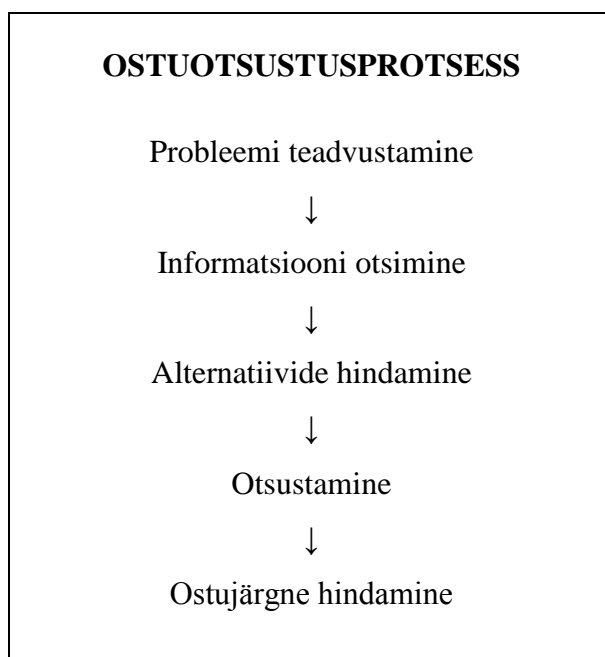 OSTUOTSUSTUSPROTSESS
Probleemi teadvustamine
↓
Informatsiooni otsimine
↓
Alternatiivide hindamine
↓
Otsustamine
↓
Ostujärgne hindamine